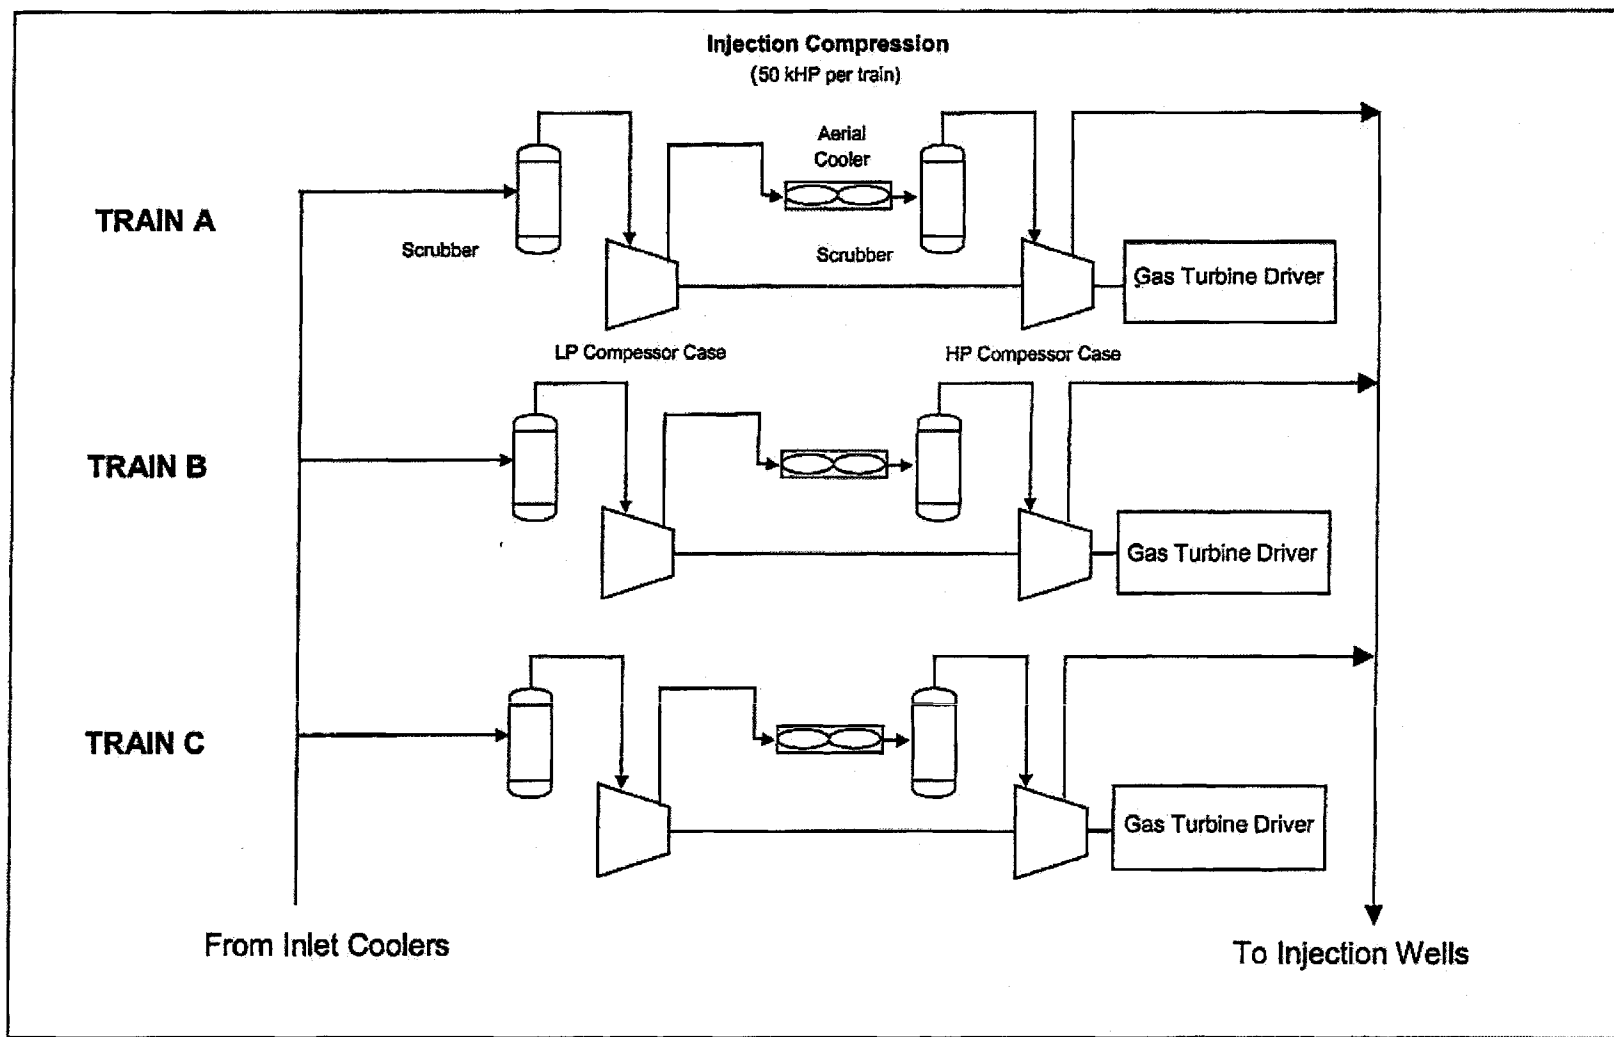 Injection Compression
(50 kHP per train)
Aerial
Cooler
TRAIN A
Scrubber
Scrubber
Gas Turbine Driver
LP Compessor Case
HP Compessor Case
TRAIN B
Gas Turbine Driver
TRAIN C
Gas Turbine Driver
From Inlet Coolers
To Injection Wells